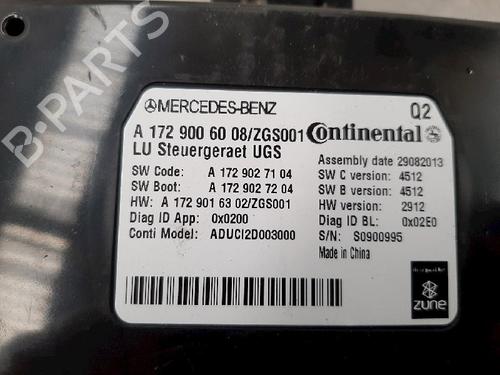 B-PARTS
MERCEDES-BENZ
Q2
A 172 900 60 08/ZGS001 Continental
LU Steuergeraet UGS
Assembly date 29082013
SW Code: A 172 902 71 04
SW C version: 4512
SW Boot: A 172 902 72 04
SW B version: 4512
HW: A 172 901 63 02/ZGS001
HW version: 2912
Diag ID App: 0x0200
Diag ID BL: 0x02E0
Conti Model: ADUCI2D003000
S/N: S0900995
Made in China
zune